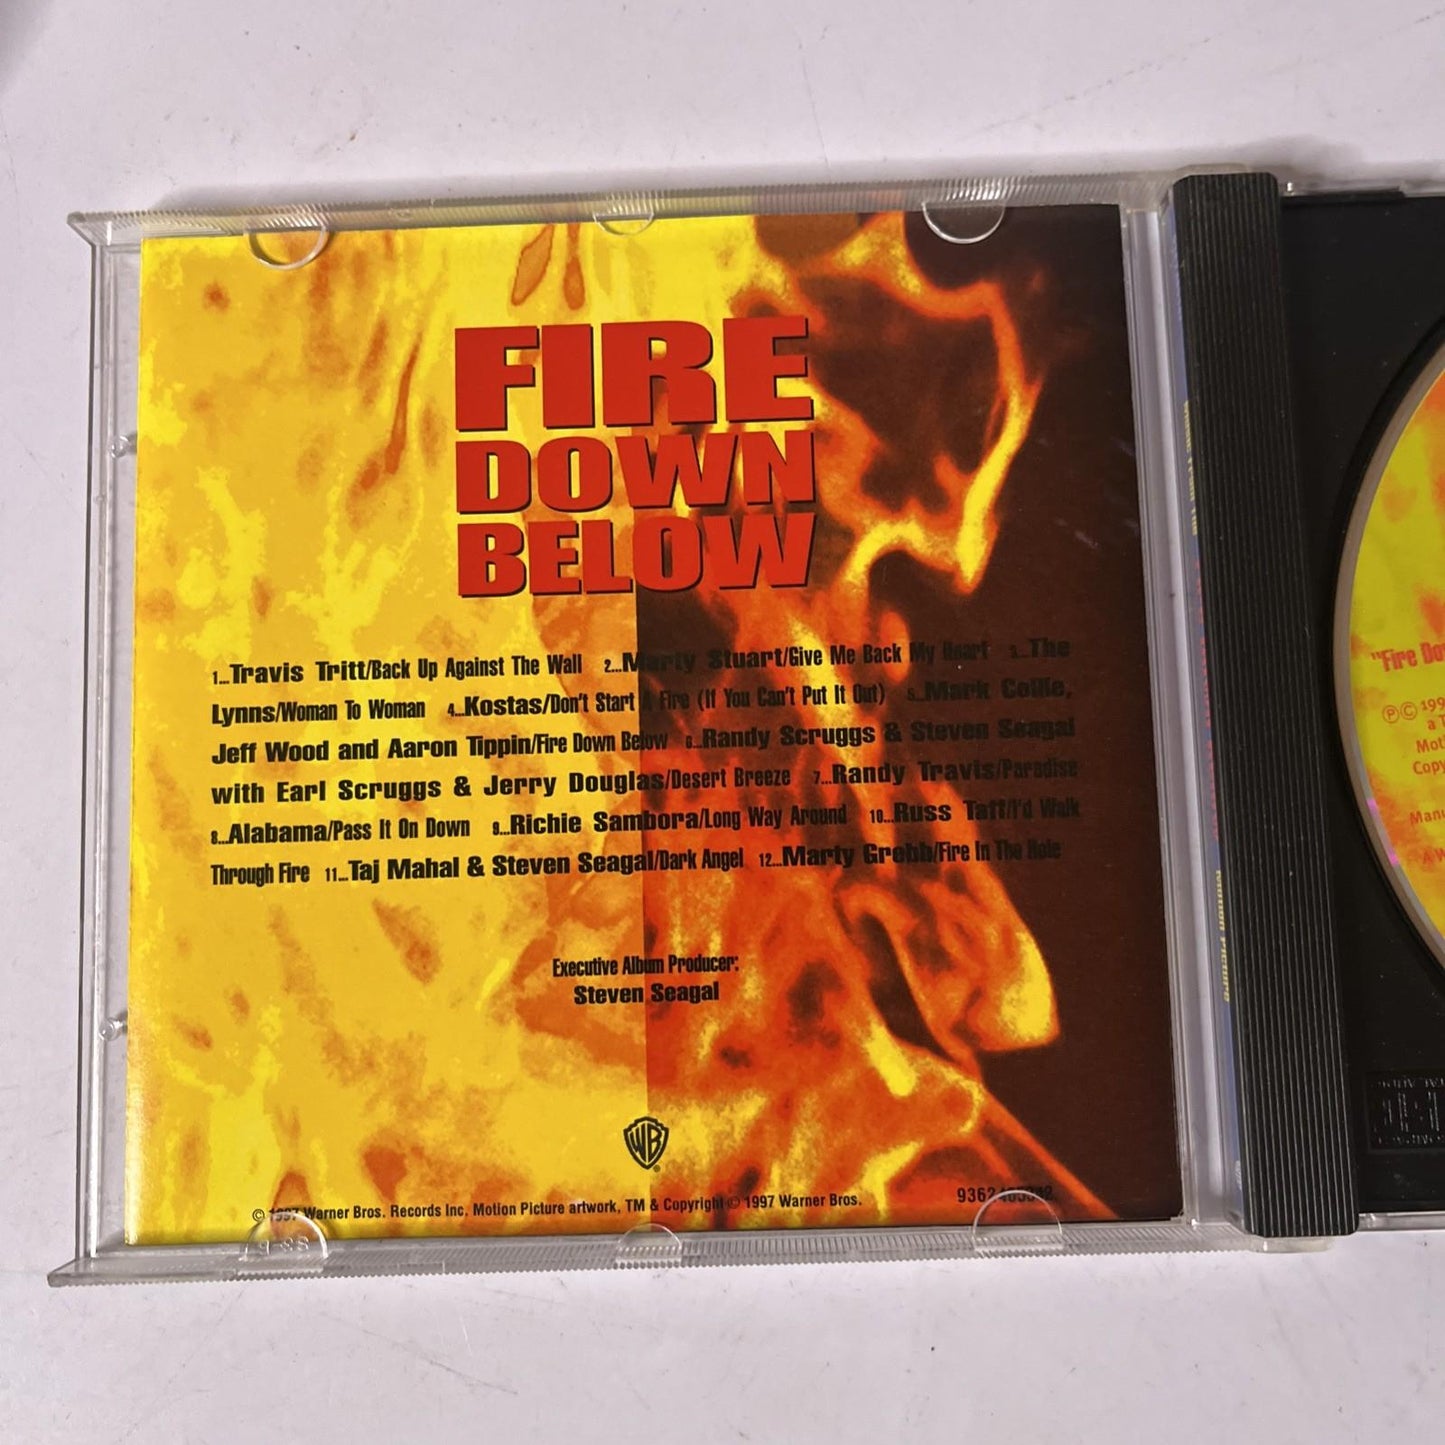 FIRE
DOWN
BELOW
1...Travis Tritt/Back Up Against The Wall 2...Marty Stuart/Give Me Back My Heart 3...The
Lynns/Woman To Woman 4...Kostas/Don't Start A Fire (If You Can't Put It Out) 5...Mark Collie,
Jeff Wood and Aaron Tippin/Fire Down Below 6...Randy Scruggs & Steven Seagal
with Earl Scruggs & Jerry Douglas/Desert Breeze 7...Randy Travis/Paradise
8...Alabama/Pass It On Down 9...Richie Sambora/Long Way Around 10...Russ Taff/I'd Walk
Through Fire 11...Taj Mahal & Steven Seagal/Dark Angel 12...Marty Grebb/Fire In The Hole
Executive Album Producer:
Steven Seagal
WB
© 1997 Warner Bros. Records Inc. Motion Picture artwork, TM & Copyright © 1997 Warner Bros.
"Fire Do
℗© 199
a T
Mot
Copy
Manu
A W